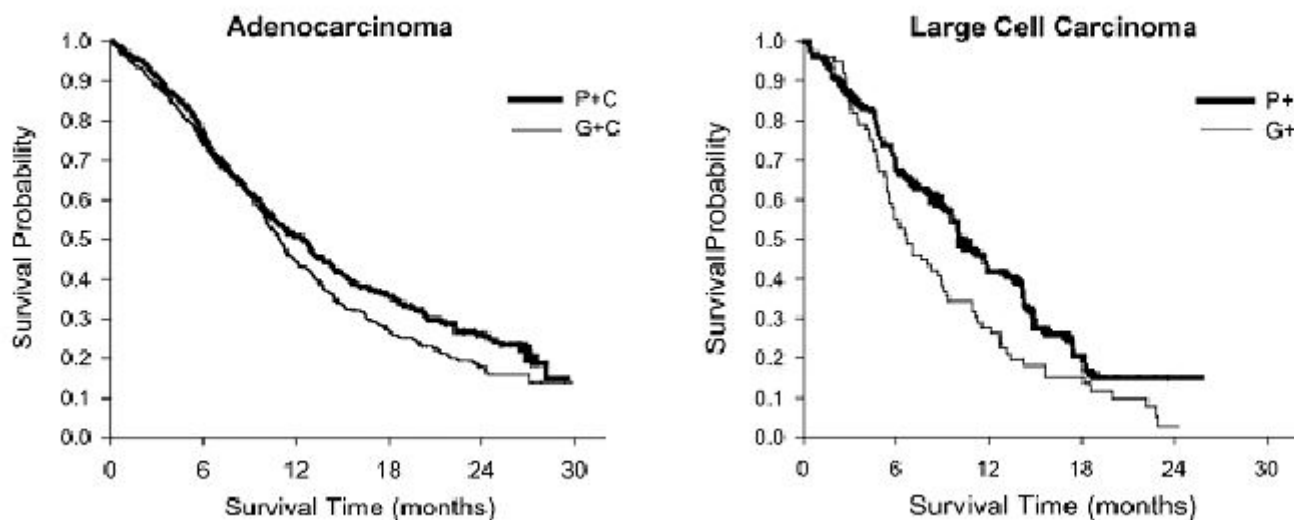 Adenocarcinoma
P+C
G+C
Survival Probability
1.0
0.9
0.8
0.7
0.6
0.5
0.4
0.3
0.2
0.1
0.0
0 6 12 18 24 30
Survival Time (months)
Large Cell Carcinoma
P+
G+
Survival Probability
1.0
0.9
0.8
0.7
0.6
0.5
0.4
0.3
0.2
0.1
0.0
0 6 12 18 24 30
Survival Time (months)